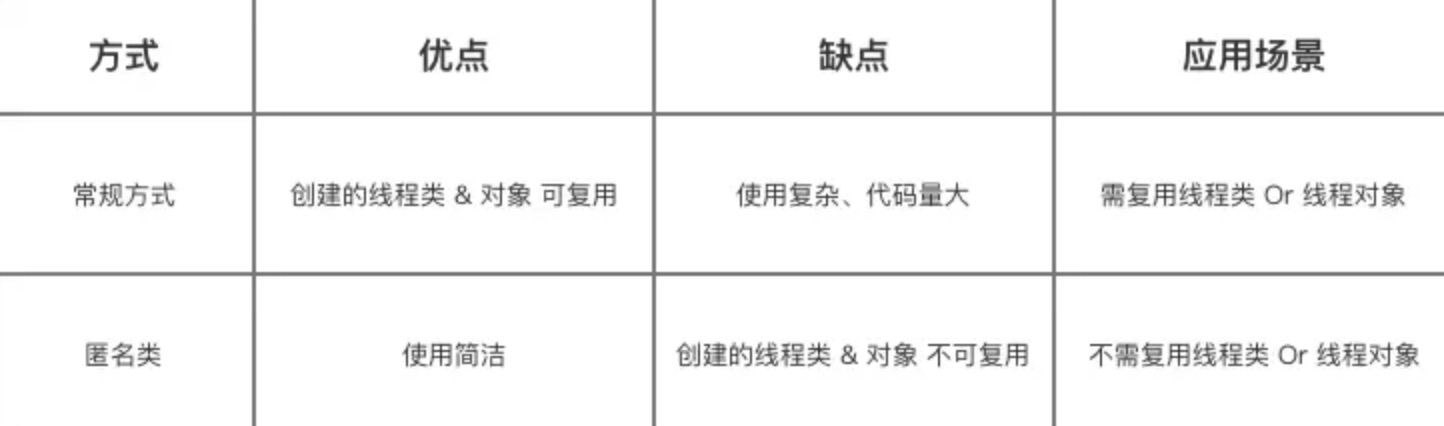 方式 优点 缺点 应用场景
常规方式 创建的线程类 & 对象 可复用 使用复杂、代码量大 需复用线程类 Or 线程对象
匿名类 使用简洁 创建的线程类 & 对象 不可复用 不需复用线程类 Or 线程对象